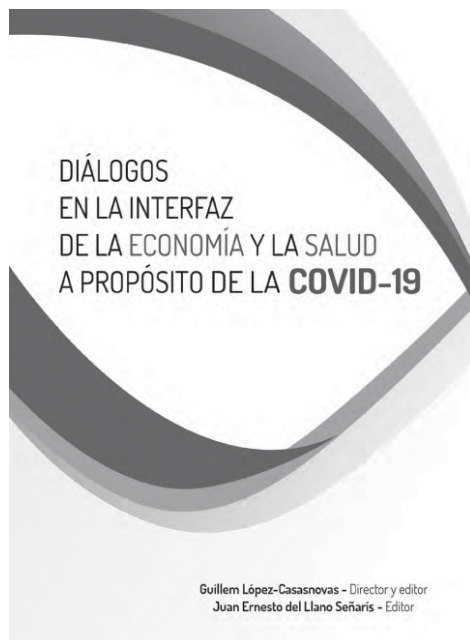 DIÁLOGOS
EN LA INTERFAZ
DE LA ECONOMÍA Y LA SALUD
A PROPÓSITO DE LA COVID-19
Guillem López-Casasnovas - Director y editor
Juan Ernesto del Llano Señarís - Editor